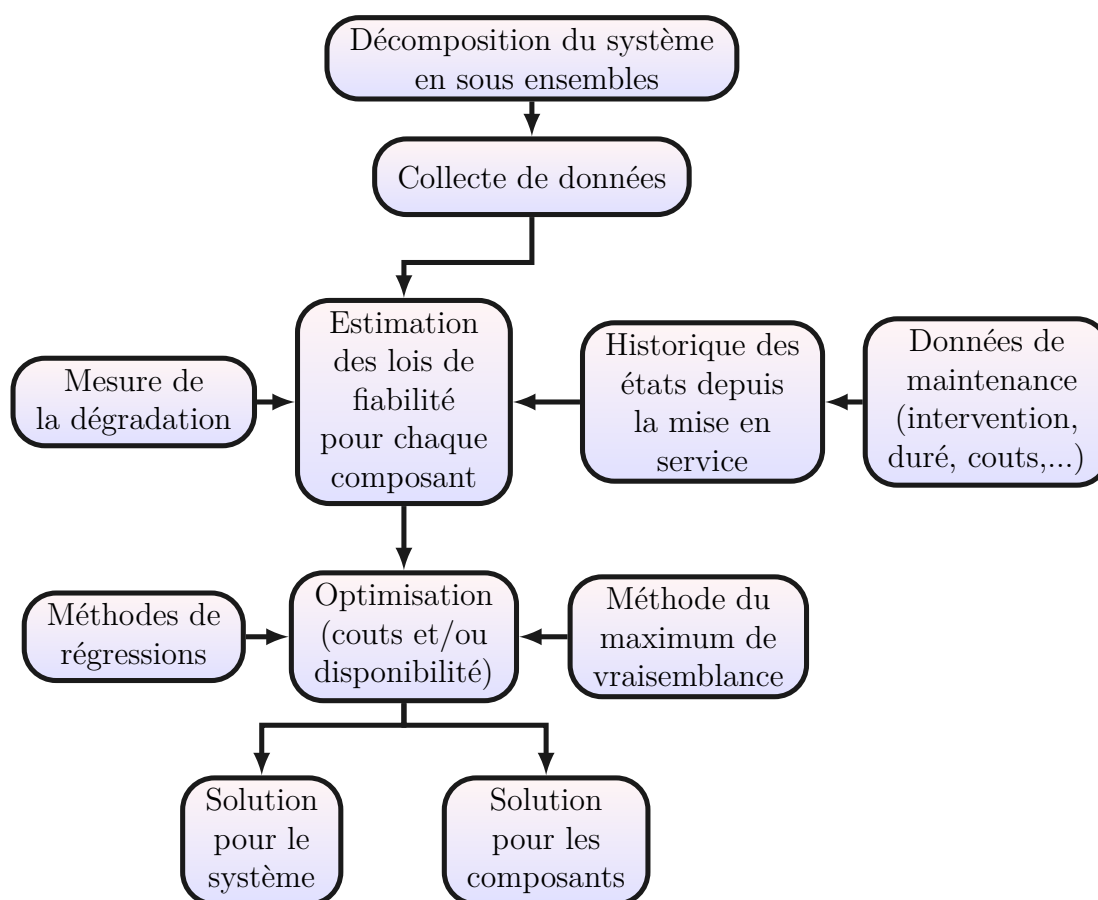 Décomposition du système
en sous ensembles
Collecte de données
Mesure de
la dégradation
Estimation
des lois de
fiabilité
pour chaque
composant
Historique des
états depuis
la mise en
service
Données de
maintenance
(intervention,
duré, couts,...)
Méthodes de
régressions
Optimisation
(couts et/ou
disponibilité)
Méthode du
maximum de
vraisemblance
Solution
pour le
système
Solution
pour les
composants